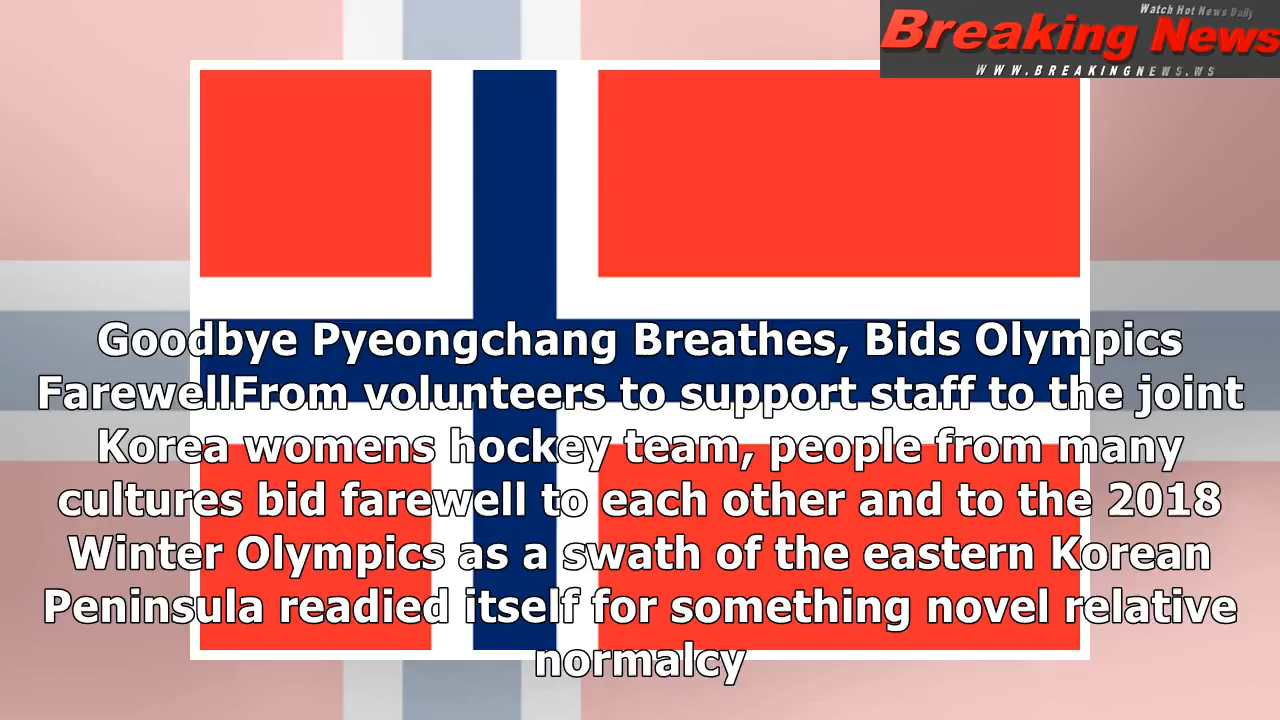 Watch Hot News Daily
Breaking News
WWW.BREAKINGNEWS.WS
Goodbye Pyeongchang Breathes, Bids Olympics
FarewellFrom volunteers to support staff to the joint
Korea womens hockey team, people from many
cultures bid farewell to each other and to the 2018
Winter Olympics as a swath of the eastern Korean
Peninsula readied itself for something novel relative
normalcy